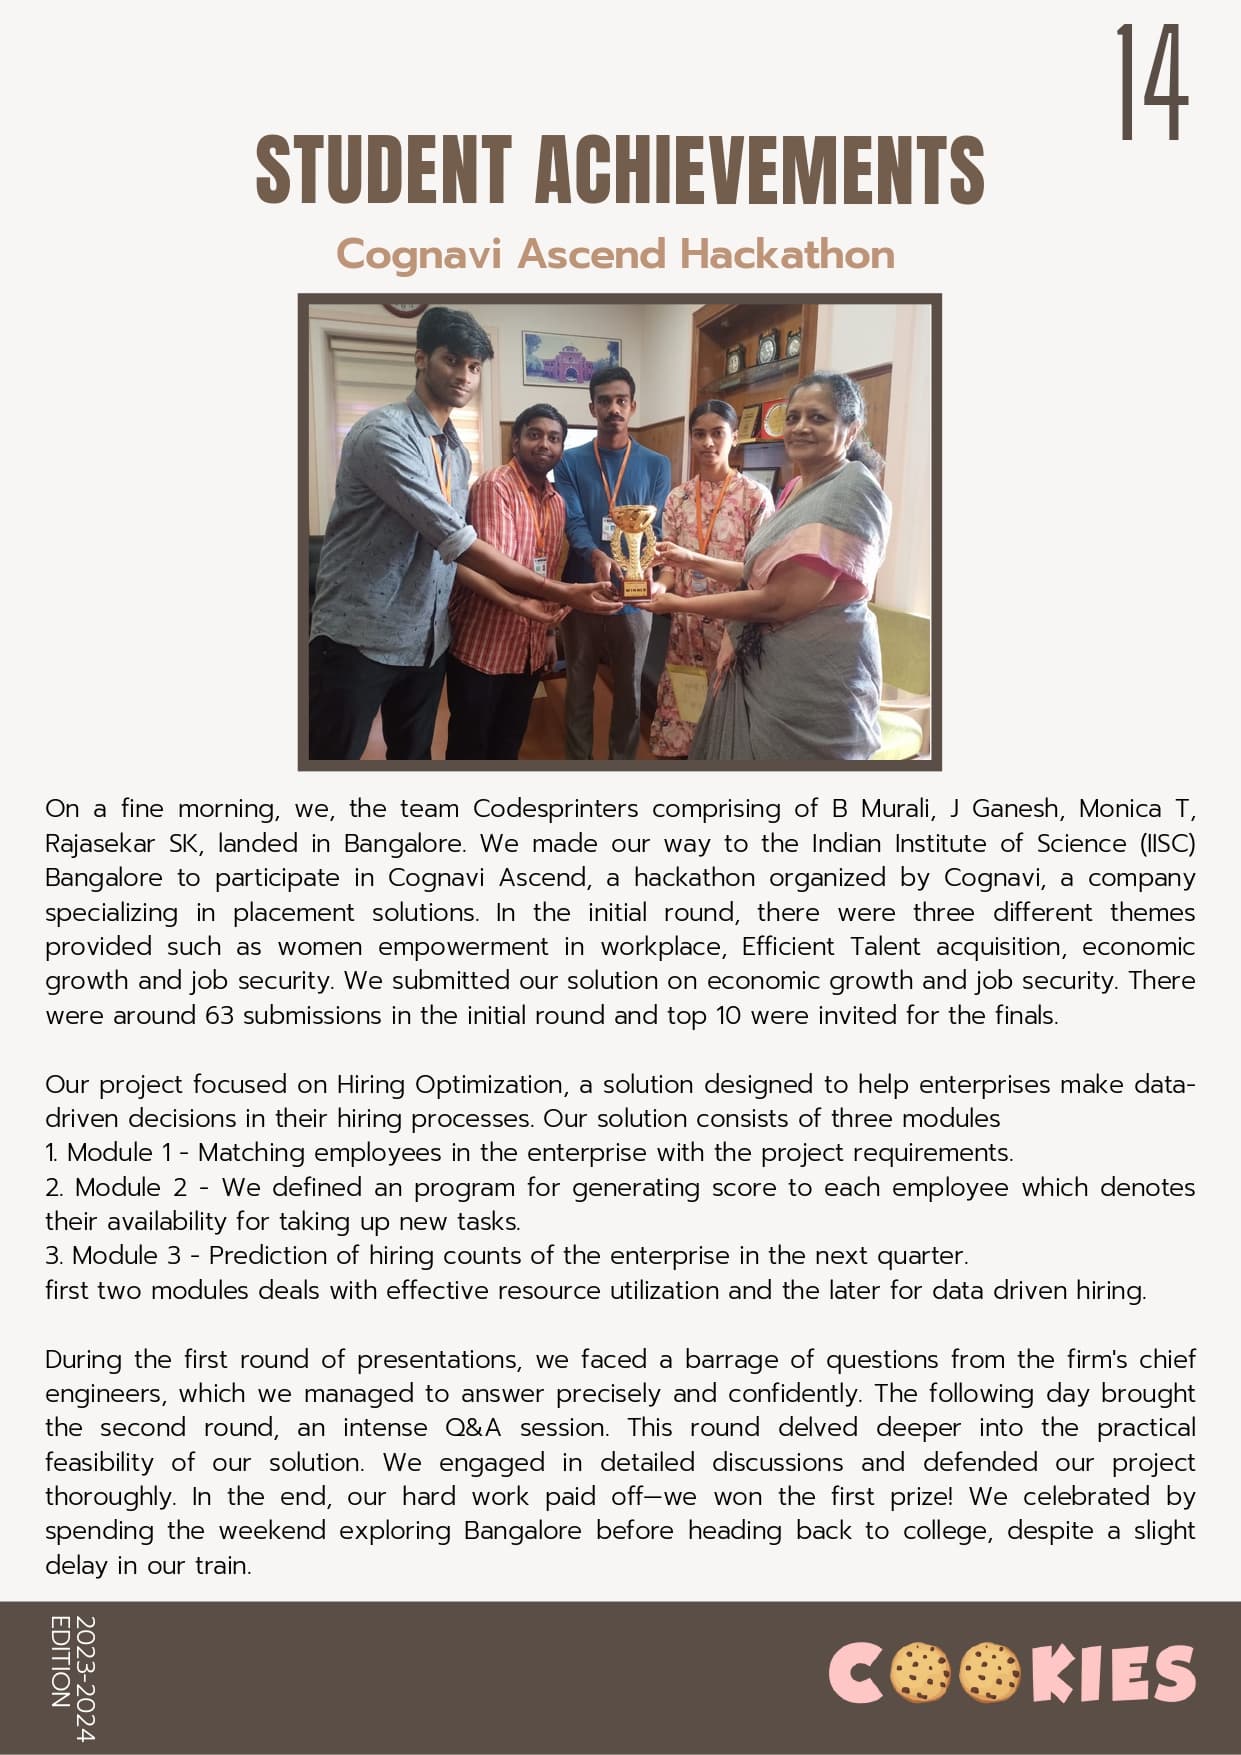 14
STUDENT ACHIEVEMENTS
Cognavi Ascend Hackathon
WINNER
On a fine morning, we, the team Codesprinters comprising of B Murali, J Ganesh, Monica T,
Rajasekar SK, landed in Bangalore. We made our way to the Indian Institute of Science (IISC)
Bangalore to participate in Cognavi Ascend, a hackathon organized by Cognavi, a company
specializing in placement solutions. In the initial round, there were three different themes
provided such as women empowerment in workplace, Efficient Talent acquisition, economic
growth and job security. We submitted our solution on economic growth and job security. There
were around 63 submissions in the initial round and top 10 were invited for the finals.
Our project focused on Hiring Optimization, a solution designed to help enterprises make data-
driven decisions in their hiring processes. Our solution consists of three modules
1. Module 1 - Matching employees in the enterprise with the project requirements.
2. Module 2 - We defined an program for generating score to each employee which denotes
their availability for taking up new tasks.
3. Module 3 - Prediction of hiring counts of the enterprise in the next quarter.
first two modules deals with effective resource utilization and the later for data driven hiring.
During the first round of presentations, we faced a barrage of questions from the firm's chief
engineers, which we managed to answer precisely and confidently. The following day brought
the second round, an intense Q&A session. This round delved deeper into the practical
feasibility of our solution. We engaged in detailed discussions and defended our project
thoroughly. In the end, our hard work paid off—we won the first prize! We celebrated by
spending the weekend exploring Bangalore before heading back to college, despite a slight
delay in our train.
2023-2024
EDITION
COOKIES